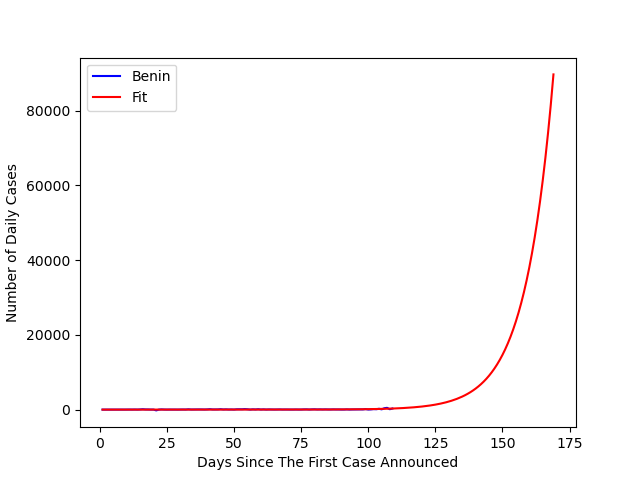 Benin
Fit
Number of Daily Cases
80000
60000
40000
20000
0
0 25 50 75 100 125 150 175
Days Since The First Case Announced